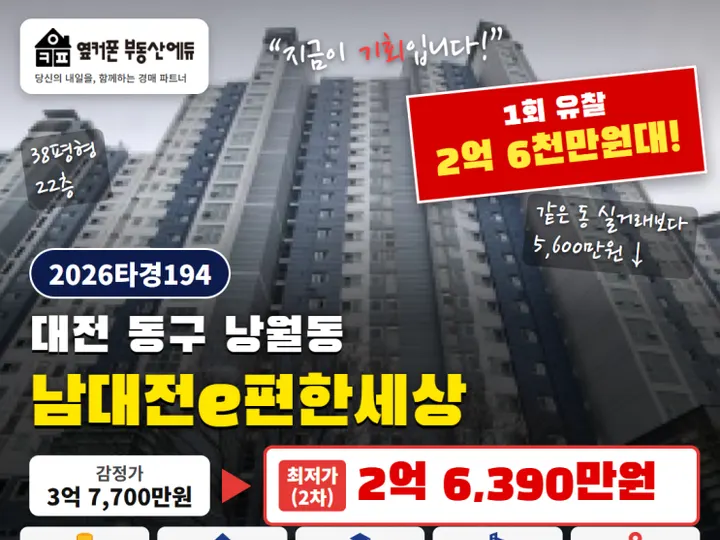 옆커폰 부동산에듀
당신의 내일을, 함께하는 경매 파트너
“지금이 기회입니다!”
1회 유찰
2억 6천만원대!
38평형
22층
같은 동 실거래보다
5,600만원 ↓
2026타경194
대전 동구 낭월동
남대전e편한세상
감정가
3억 7,700만원
최저가
(2차)
2억 6,390만원